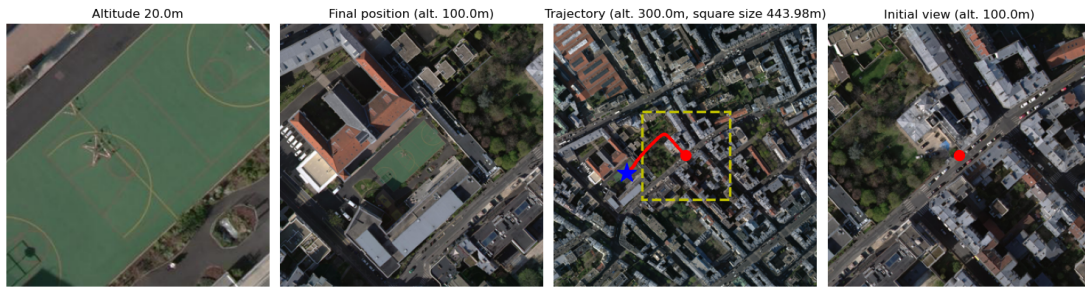 Altitude 20.0m
Final position (alt. 100.0m)
Trajectory (alt. 300.0m, square size 443.98m)
Initial view (alt. 100.0m)